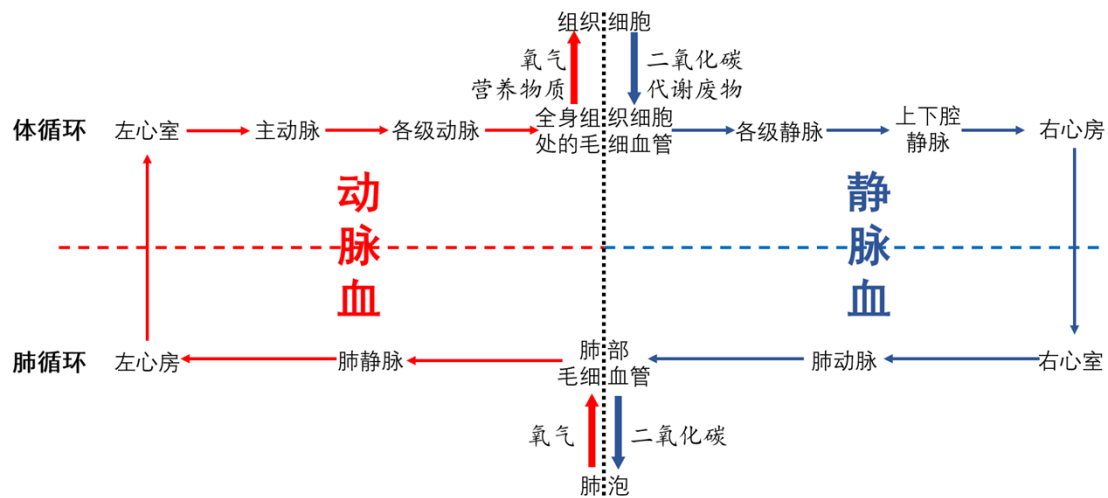 组织细胞
氧气
营养物质
二氧化碳
代谢废物
体循环
左心室
主动脉
各级动脉
全身组织细胞
处的毛细血管
各级静脉
上下腔
静脉
右心房
动
脉
血
静
脉
血
肺循环
左心房
肺静脉
肺部
毛细血管
肺动脉
右心室
氧气
二氧化碳
肺泡